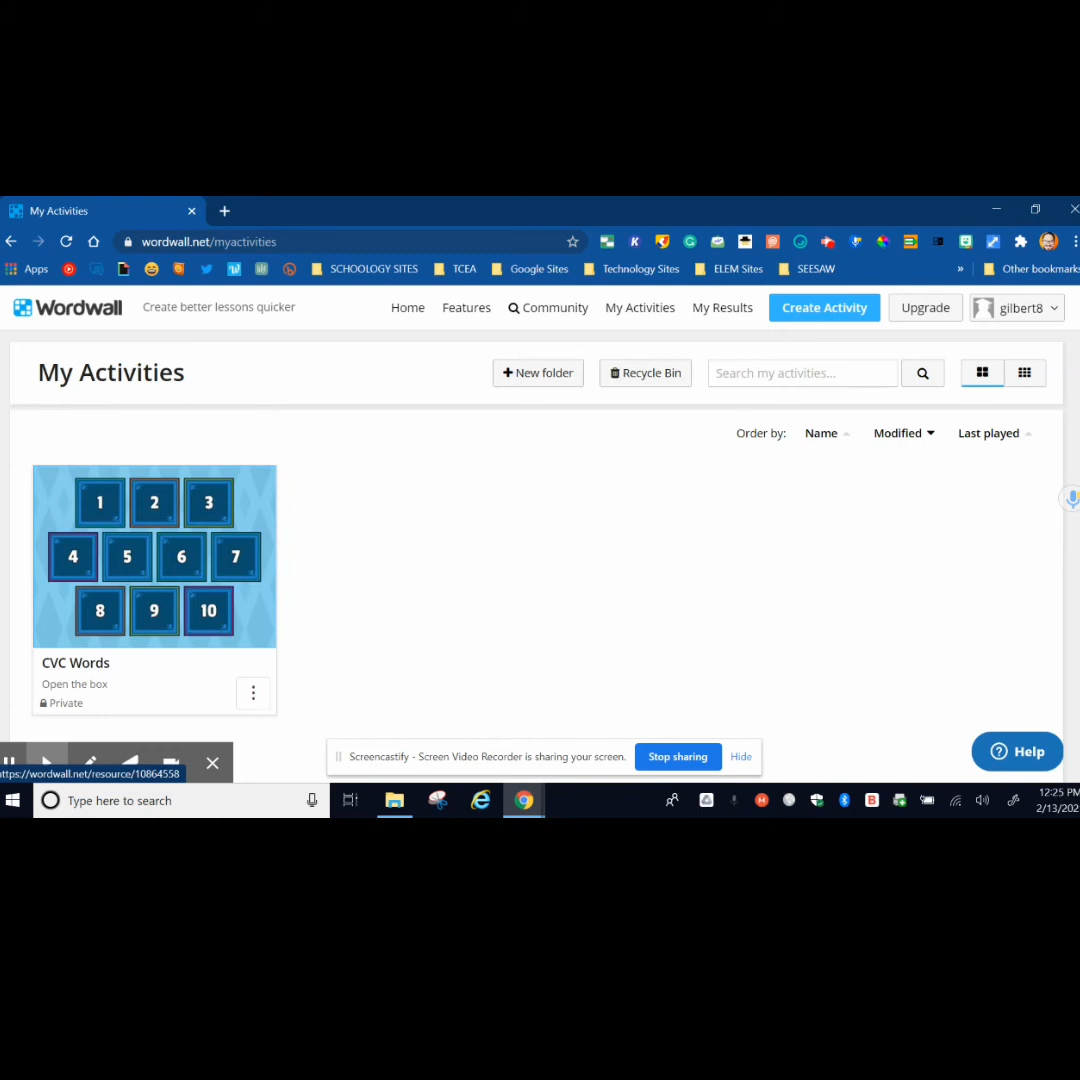 My Activities
wordwall.net/myactivities
Apps SCHOOLOGY SITES TCEA Google Sites Technology Sites ELEM Sites SEESAW » Other bookmarks
Wordwall Create better lessons quicker Home Features Community My Activities My Results Create Activity Upgrade gilbert8
My Activities + New folder Recycle Bin Search my activities...
Order by: Name Modified Last played
1 2 3
4 5 6 7
8 9 10
CVC Words
Open the box
Private
Screencastify - Screen Video Recorder is sharing your screen. Stop sharing Hide
Help
ttps://wordwall.net/resource/10864558
Type here to search
12:25 PM
2/13/202